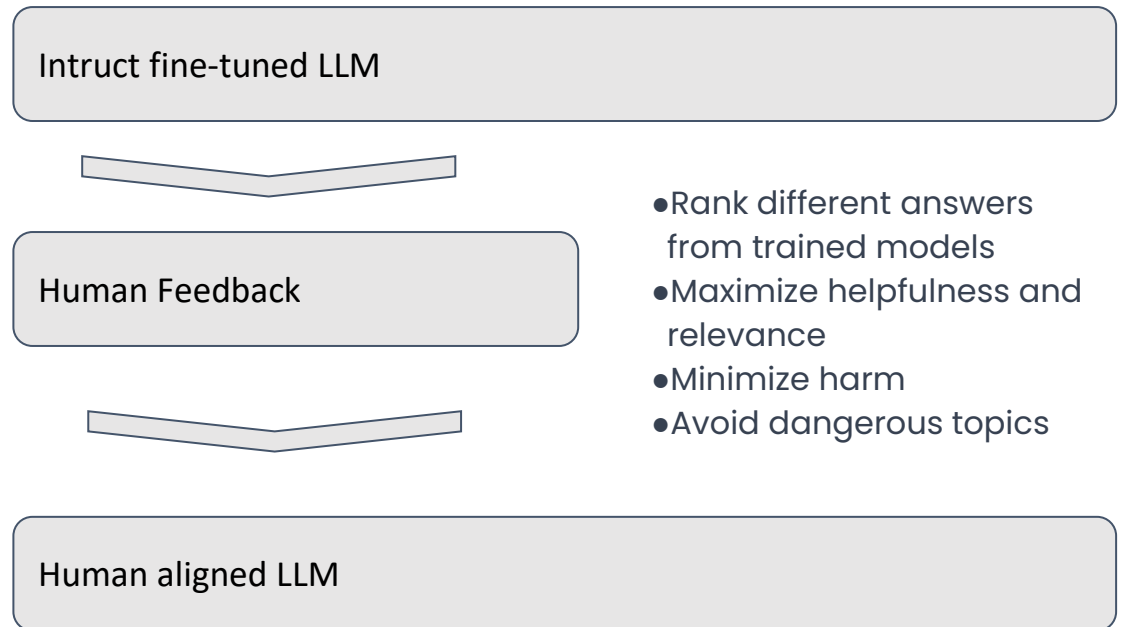 Intruct fine-tuned LLM
Human Feedback
●Rank different answers
from trained models
●Maximize helpfulness and
relevance
●Minimize harm
●Avoid dangerous topics
Human aligned LLM